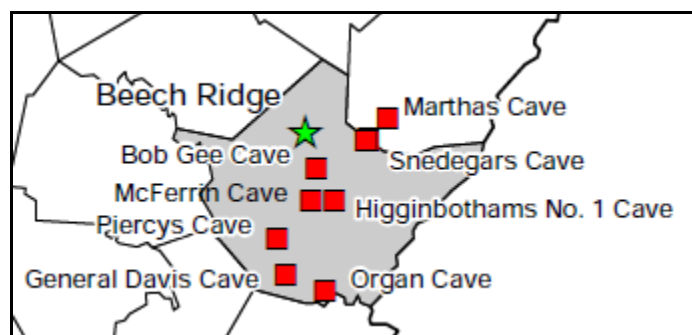 Beech Ridge
Marthas Cave
Bob Gee Cave
Snedegars Cave
McFerrin Cave
Higginbothams No. 1 Cave
Piercys Cave
General Davis Cave
Organ Cave